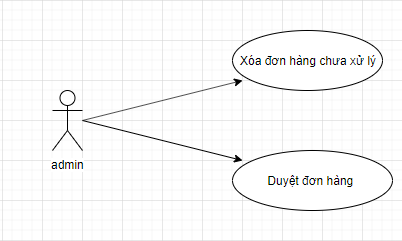 Xóa đơn hàng chưa xử lý
admin
Duyệt đơn hàng